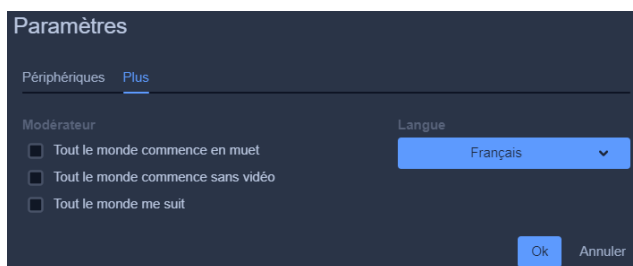 Paramètres
Périphériques Plus
Modérateur
Tout le monde commence en muet
Tout le monde commence sans vidéo
Tout le monde me suit
Langue
Français
Ok Annuler